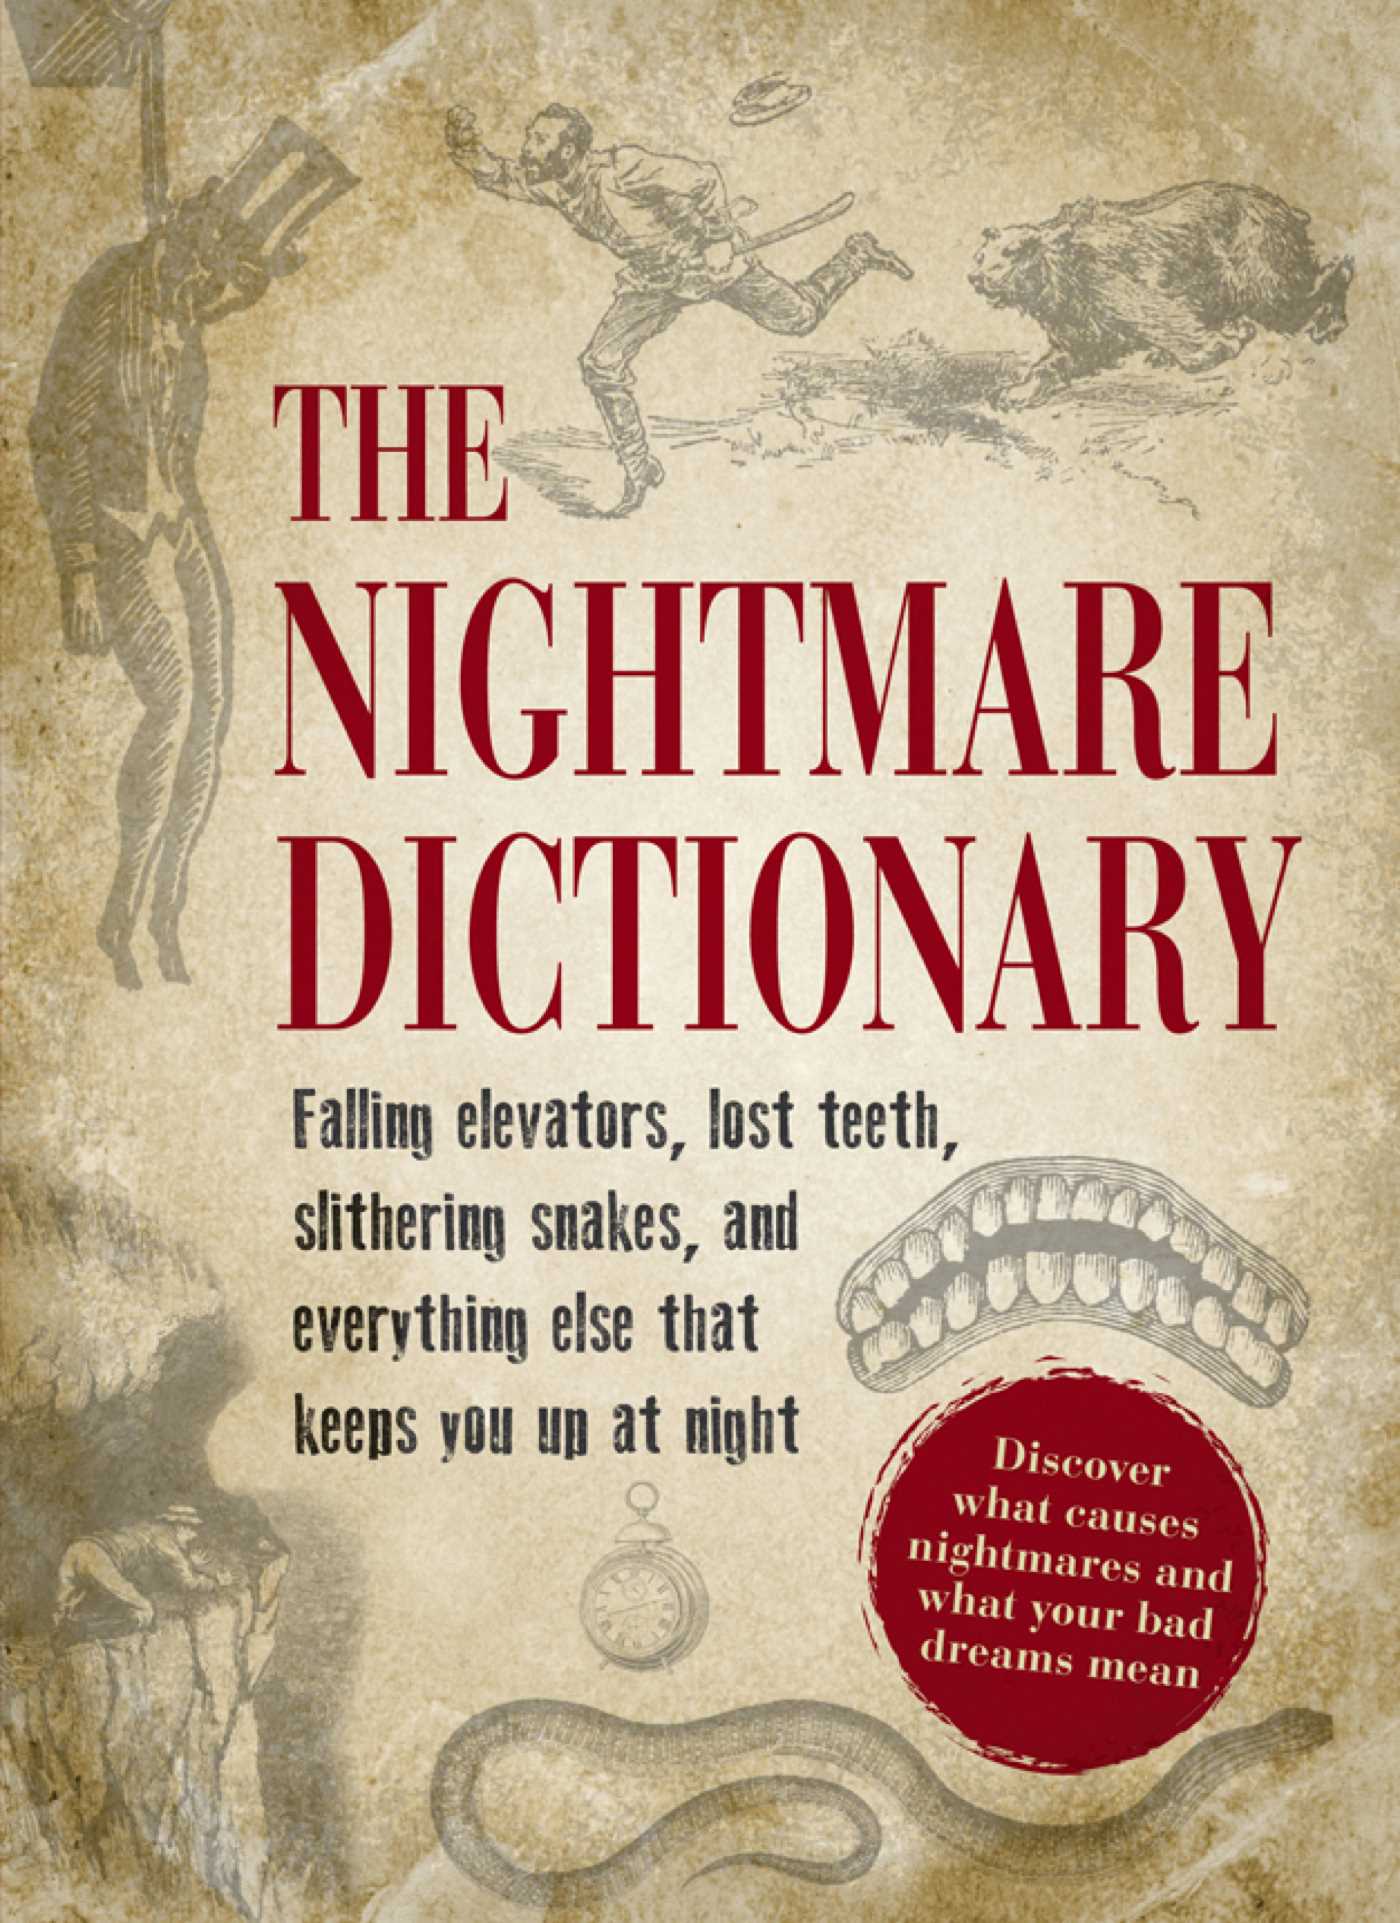 THE
NIGHTMARE
DICTIONARY
Falling elevators, lost teeth,
slithering snakes, and
everything else that
keeps you up at night
Discover
what causes
nightmares and
what your bad
dreams mean